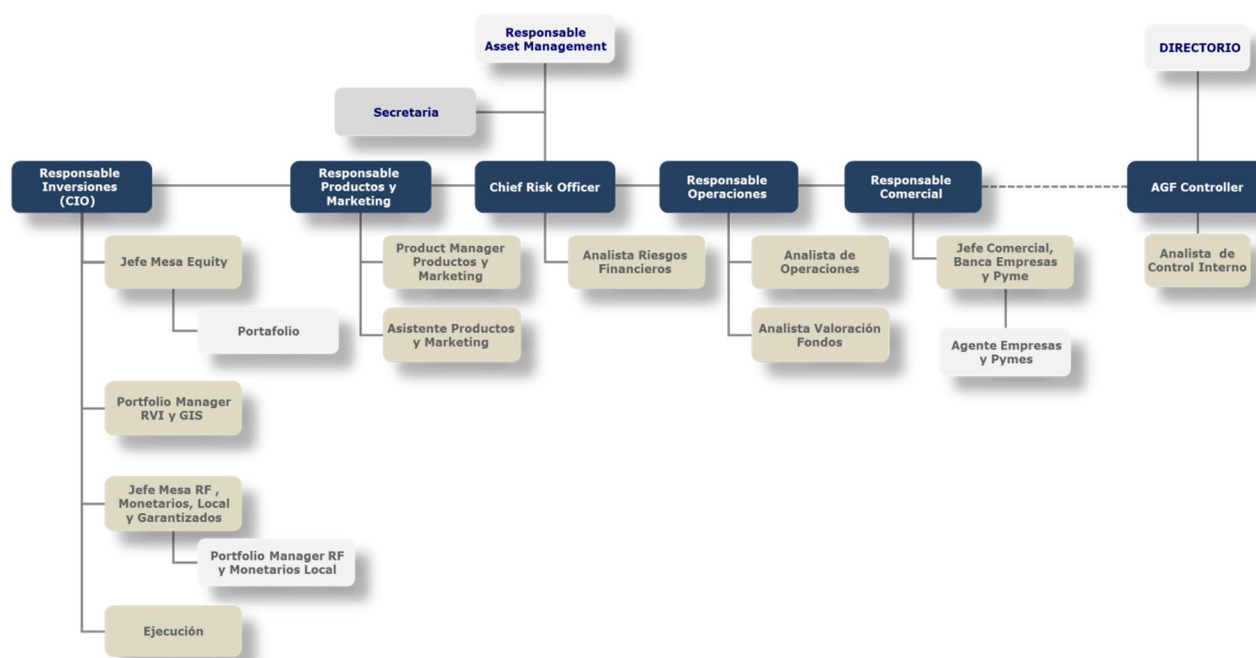 Responsable
Asset Management
DIRECTORIO
Secretaria
Responsable
Inversiones
(CIO)
Responsable
Productos y
Marketing
Chief Risk Officer
Responsable
Operaciones
Responsable
Comercial
AGF Controller
Jefe Mesa Equity
Portafolio
Portfolio Manager
RVI y GIS
Jefe Mesa RF ,
Monetarios, Local
y Garantizados
Portfolio Manager RF
y Monetarios Local
Ejecución
Product Manager
Productos y
Marketing
Asistente Productos
y Marketing
Analista Riesgos
Financieros
Analista de
Operaciones
Analista Valoración
Fondos
Jefe Comercial,
Banca Empresas
y Pyme
Agente Empresas
y Pymes
Analista de
Control Interno